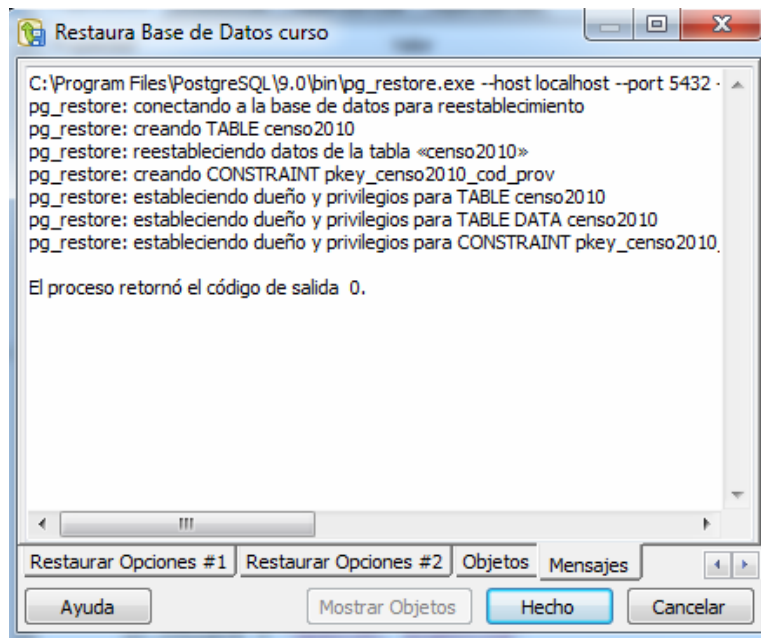 Restaura Base de Datos curso
C:\Program Files\PostgreSQL\9.0\bin\pg_restore.exe --host localhost --port 5432 -
pg_restore: conectando a la base de datos para reestablecimiento
pg_restore: creando TABLE censo2010
pg_restore: reestableciendo datos de la tabla «censo2010»
pg_restore: creando CONSTRAINT pkey_censo2010_cod_prov
pg_restore: estableciendo dueño y privilegios para TABLE censo2010
pg_restore: estableciendo dueño y privilegios para TABLE DATA censo2010
pg_restore: estableciendo dueño y privilegios para CONSTRAINT pkey_censo2010_
El proceso retornó el código de salida 0.
Restaurar Opciones #1 Restaurar Opciones #2 Objetos Mensajes
Ayuda Mostrar Objetos Hecho Cancelar